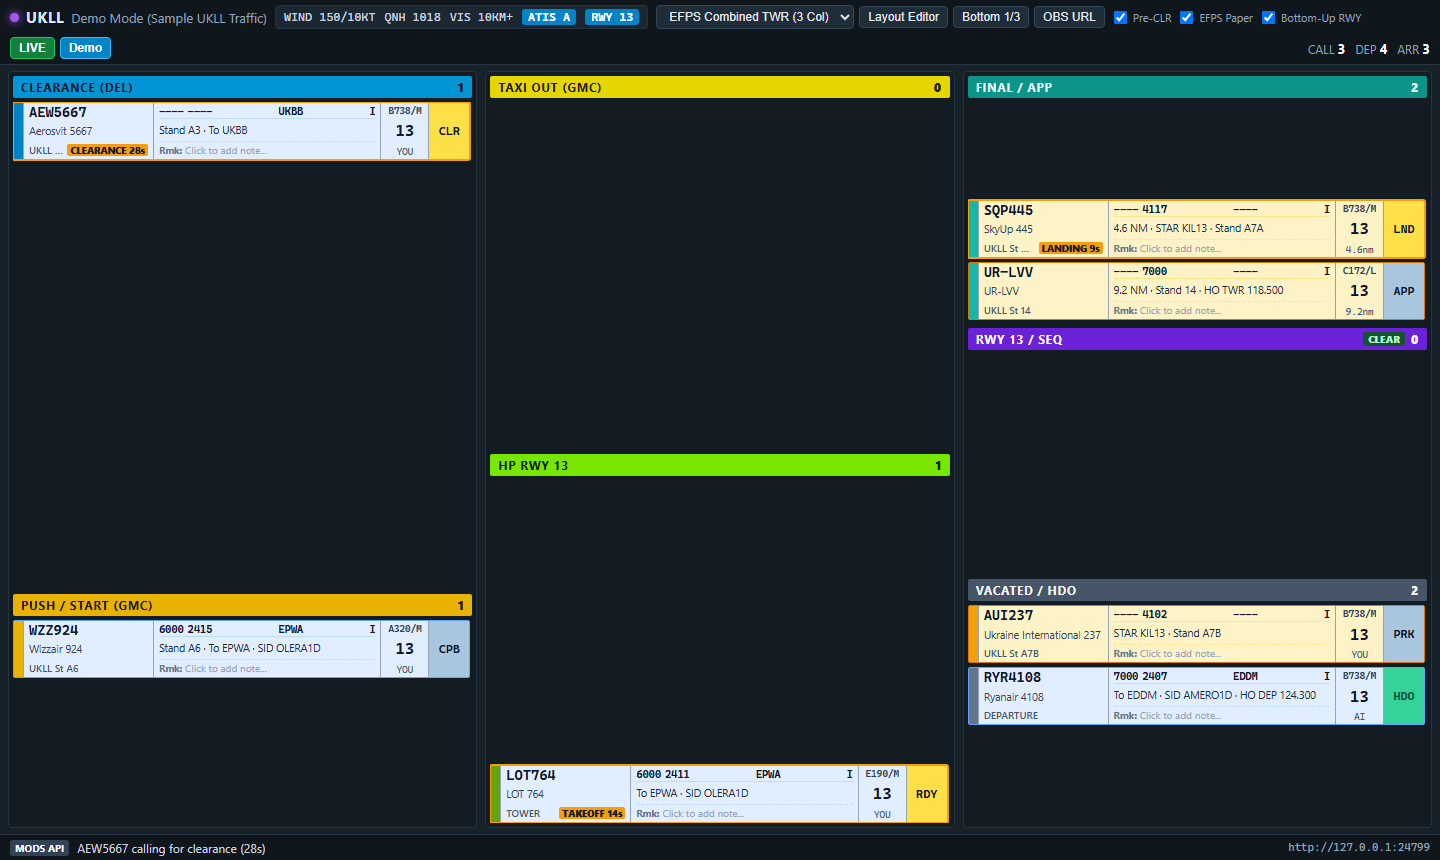 UKLL Demo Mode (Sample UKLL Traffic) WIND 150/10KT QNH 1018 VIS 10KM+ ATIS A RWY 13 EFPS Combined TWR (3 Col) Layout Editor Bottom 1/3 OBS URL Pre-CLR EFPS Paper Bottom-Up RWY
LIVE Demo CALL 3 DEP 4 ARR 3
CLEARANCE (DEL) 1
AEW5667 ---- ---- UKBB I B738/M
Aerosvit 5667 Stand A3 · To UKBB 13 CLR
UKLL ... CLEARANCE 28s Rmk: Click to add note... YOU
PUSH / START (GMC) 1
WZZ924 6000 2415 EPWA I A320/M
Wizzair 924 Stand A6 · To EPWA · SID OLERA1D 13 CPB
UKLL St A6 Rmk: Click to add note... YOU
TAXI OUT (GMC) 0
HP RWY 13 1
LOT764 6000 2411 EPWA I E190/M
LOT 764 To EPWA · SID OLERA1D 13 RDY
TOWER TAKEOFF 14s Rmk: Click to add note... YOU
FINAL / APP 2
SQP445 ---- 4117 ---- I B738/M
SkyUp 445 4.6 NM · STAR KIL13 · Stand A7A 13 LND
UKLL St ... LANDING 9s Rmk: Click to add note... 4.6nm
UR-LVV ---- 7000 ---- I C172/L
UR-LVV 9.2 NM · Stand 14 · HO TWR 118.500 13 APP
UKLL St 14 Rmk: Click to add note... 9.2nm
RWY 13 / SEQ CLEAR 0
VACATED / HDO 2
AUI237 ---- 4102 ---- I B738/M
Ukraine International 237 STAR KIL13 · Stand A7B 13 PRK
UKLL St A7B Rmk: Click to add note... YOU
RYR4108 7000 2407 EDDM I B738/M
Ryanair 4108 To EDDM · SID AMERO1D · HO DEP 124.300 13 HDO
DEPARTURE Rmk: Click to add note... AI
MODS API AEW5667 calling for clearance (28s) http://127.0.0.1:24799